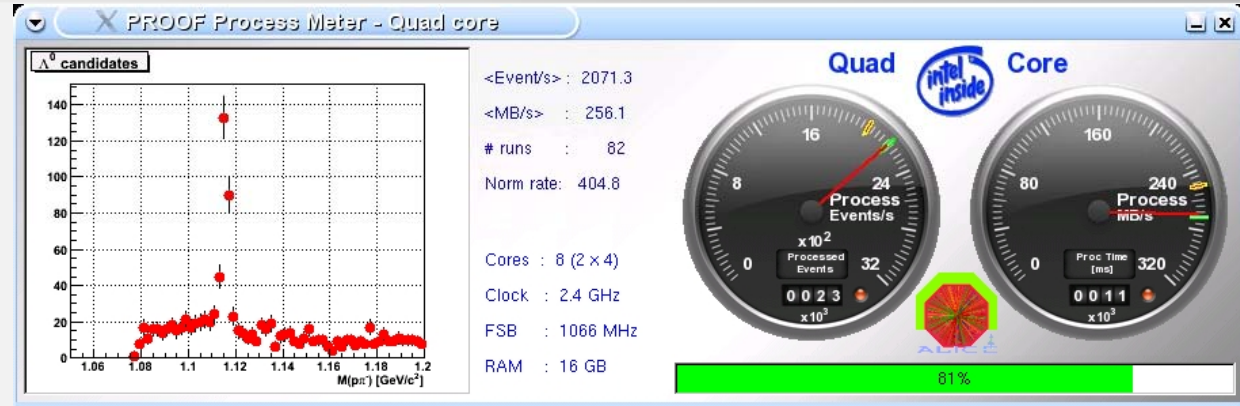 PROOF Process Meter - Quad core
Λ⁰ candidates
140
120
100
80
60
40
20
0
1.06 1.08 1.1 1.12 1.14 1.16 1.18 1.2
M(pπ⁻) [GeV/c²]
<Event/s> : 2071.3
<MB/s> : 256.1
# runs : 82
Norm rate: 404.8
Cores : 8 (2 x 4)
Clock : 2.4 GHz
FSB : 1066 MHz
RAM : 16 GB
Quad
intel inside
Core
0
8
16
24
32
Process
Events/s
x10²
Processed
Events
0023
x10³
0
80
160
240
320
Process
MB/s
Proc Time
[ms]
0011
x10³
ALICE
81%